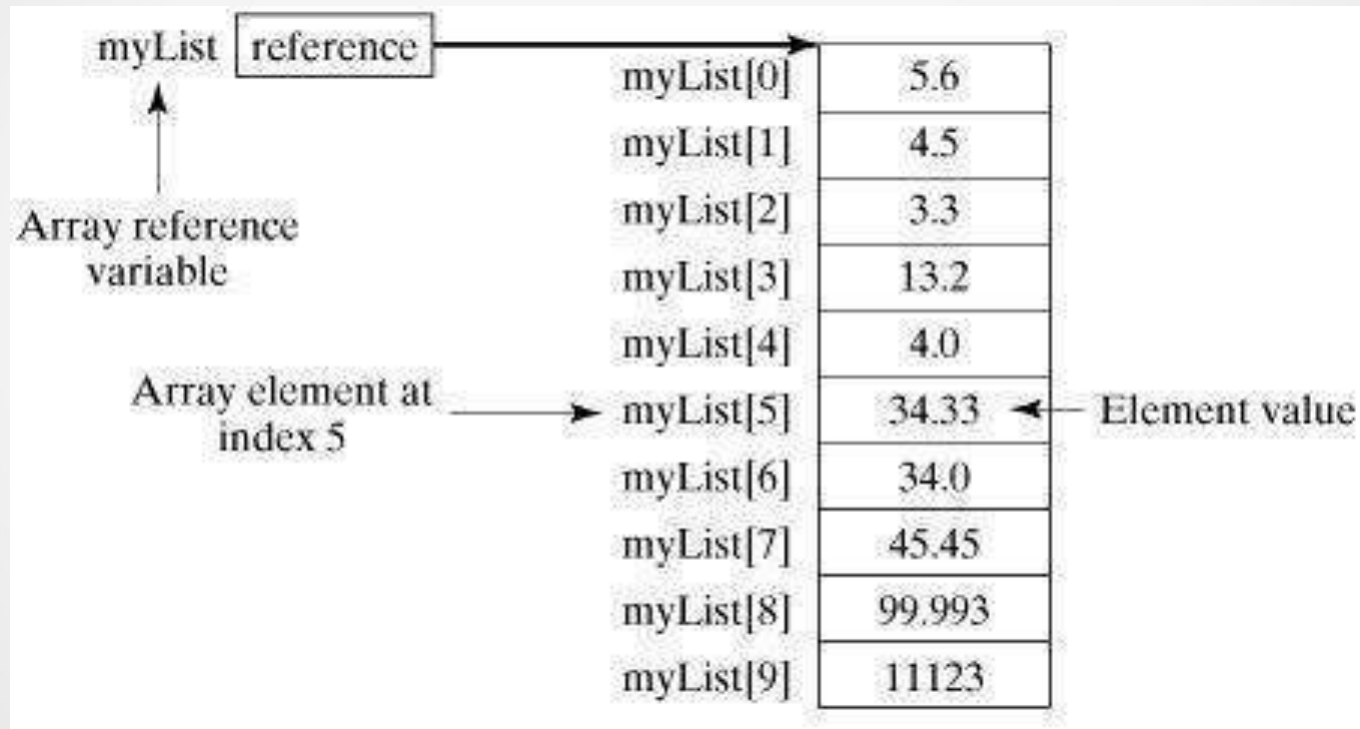 myList reference
myList[0] 5.6
myList[1] 4.5
Array reference
variable
myList[2] 3.3
myList[3] 13.2
myList[4] 4.0
Array element at
index 5
myList[5] 34.33 Element value
myList[6] 34.0
myList[7] 45.45
myList[8] 99.993
myList[9] 11123